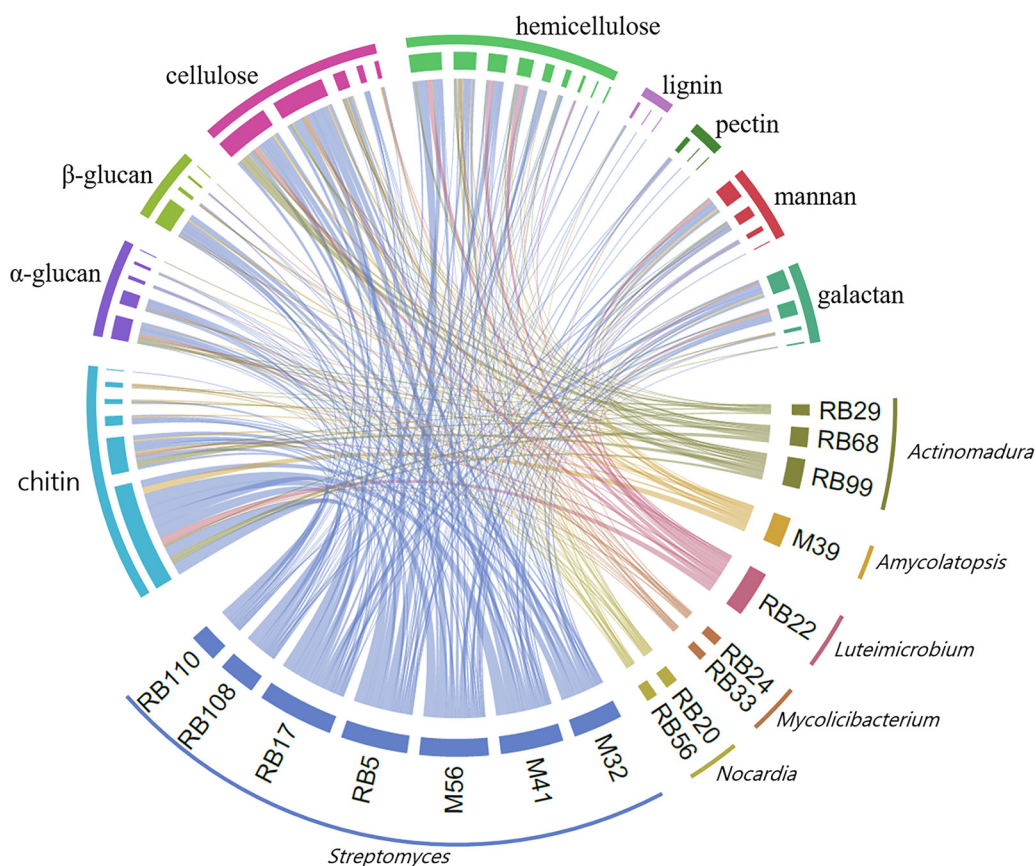 hemicellulose
cellulose
lignin
pectin
β-glucan
mannan
α-glucan
galactan
chitin
RB29
RB68
RB99
Actinomadura
M39
Amycolatopsis
RB22
Luteimicrobium
RB24
RB33
Mycolicibacterium
RB20
RB56
Nocardia
RB110
RB108
RB17
RB5
M56
M41
M32
Streptomyces